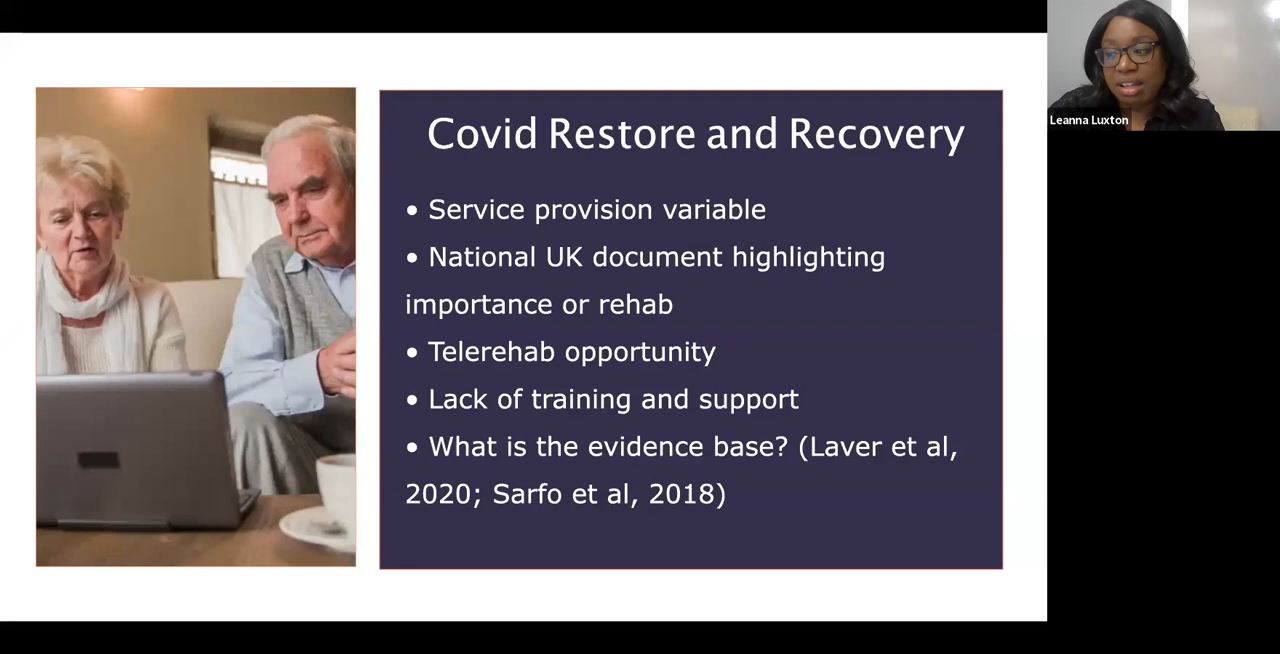 Covid Restore and Recovery
• Service provision variable
• National UK document highlighting
importance or rehab
• Telerehab opportunity
• Lack of training and support
• What is the evidence base? (Laver et al,
2020; Sarfo et al, 2018)
Leanna Luxton